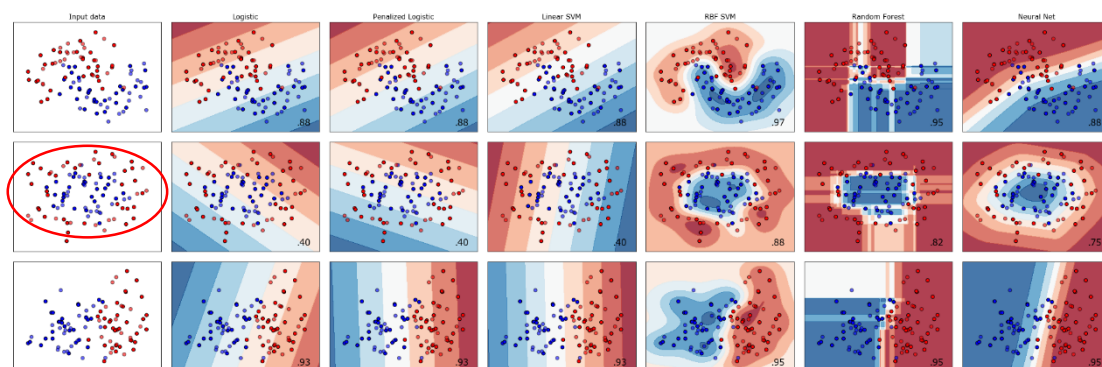 Input data Logistic Penalized Logistic Linear SVM RBF SVM Random Forest Neural Net
.88 .88 .88 .97 .95 .88
.40 .40 .40 .88 .82 .75
.93 .93 .93 .95 .95 .95